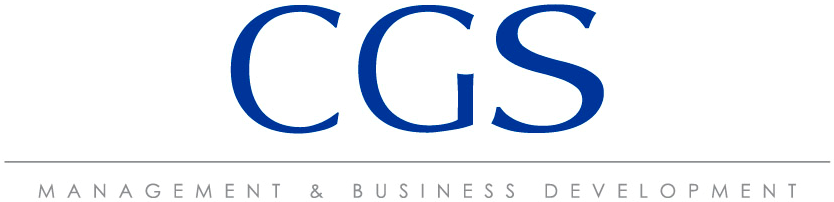 CGS
MANAGEMENT & BUSINESS DEVELOPMENT